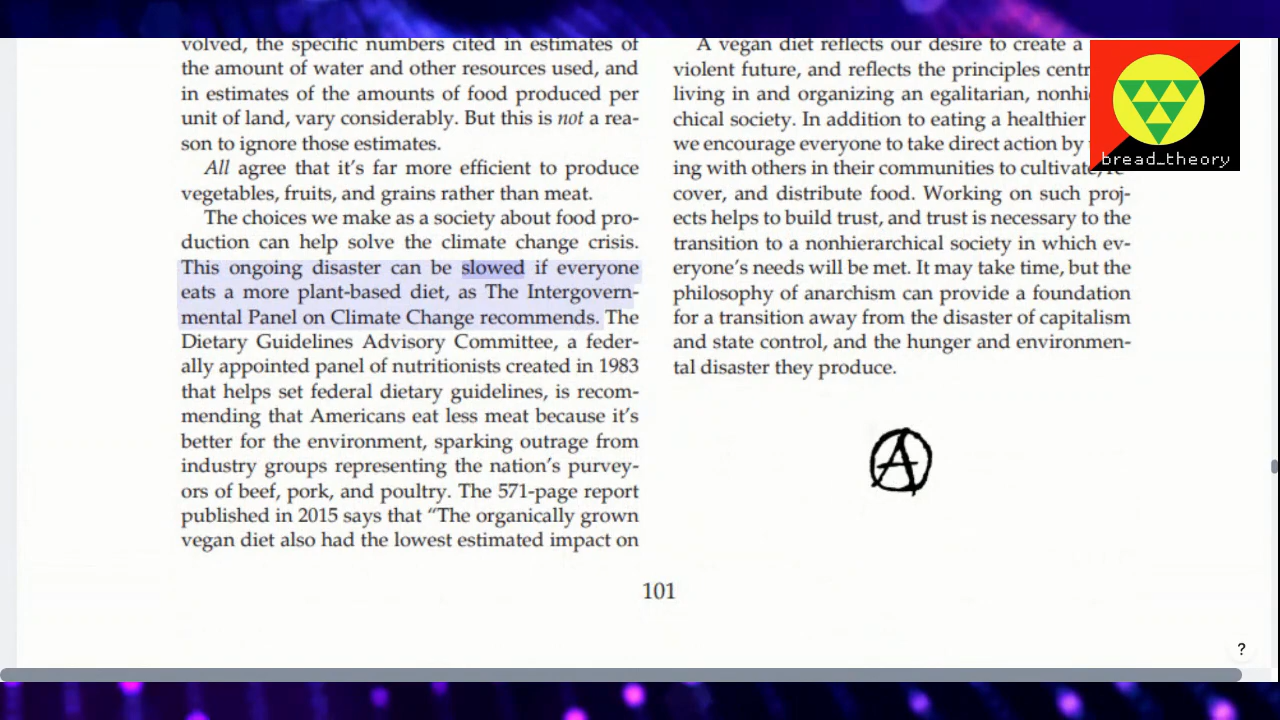 volved, the specific numbers cited in estimates of
the amount of water and other resources used, and
in estimates of the amounts of food produced per
unit of land, vary considerably. But this is not a rea-
son to ignore those estimates.
All agree that it's far more efficient to produce
vegetables, fruits, and grains rather than meat.
The choices we make as a society about food pro-
duction can help solve the climate change crisis.
This ongoing disaster can be slowed if everyone
eats a more plant-based diet, as The Intergovern-
mental Panel on Climate Change recommends. The
Dietary Guidelines Advisory Committee, a feder-
ally appointed panel of nutritionists created in 1983
that helps set federal dietary guidelines, is recom-
mending that Americans eat less meat because it's
better for the environment, sparking outrage from
industry groups representing the nation's purvey-
ors of beef, pork, and poultry. The 571-page report
published in 2015 says that “The organically grown
vegan diet also had the lowest estimated impact on
A vegan diet reflects our desire to create a
violent future, and reflects the principles
living in and organizing an egalitarian,
chical society. In addition to eating a healthier
we encourage everyone to take direct action by
ing with others in their communities to cultivate,
cover, and distribute food. Working on such proj-
ects helps to build trust, and trust is necessary to the
transition to a nonhierarchical society in which ev-
eryone's needs will be met. It may take time, but the
philosophy of anarchism can provide a foundation
for a transition away from the disaster of capitalism
and state control, and the hunger and environmen-
tal disaster they produce.
A
101
bread_theory
?